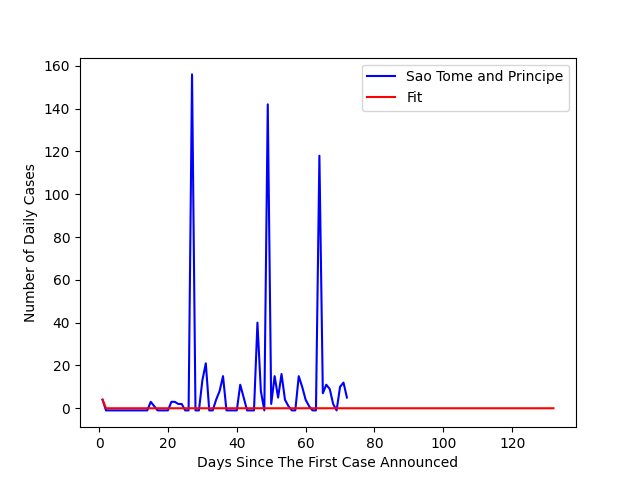 160
140
120
100
80
60
40
20
0
Number of Daily Cases
Sao Tome and Principe
Fit
0 20 40 60 80 100 120
Days Since The First Case Announced